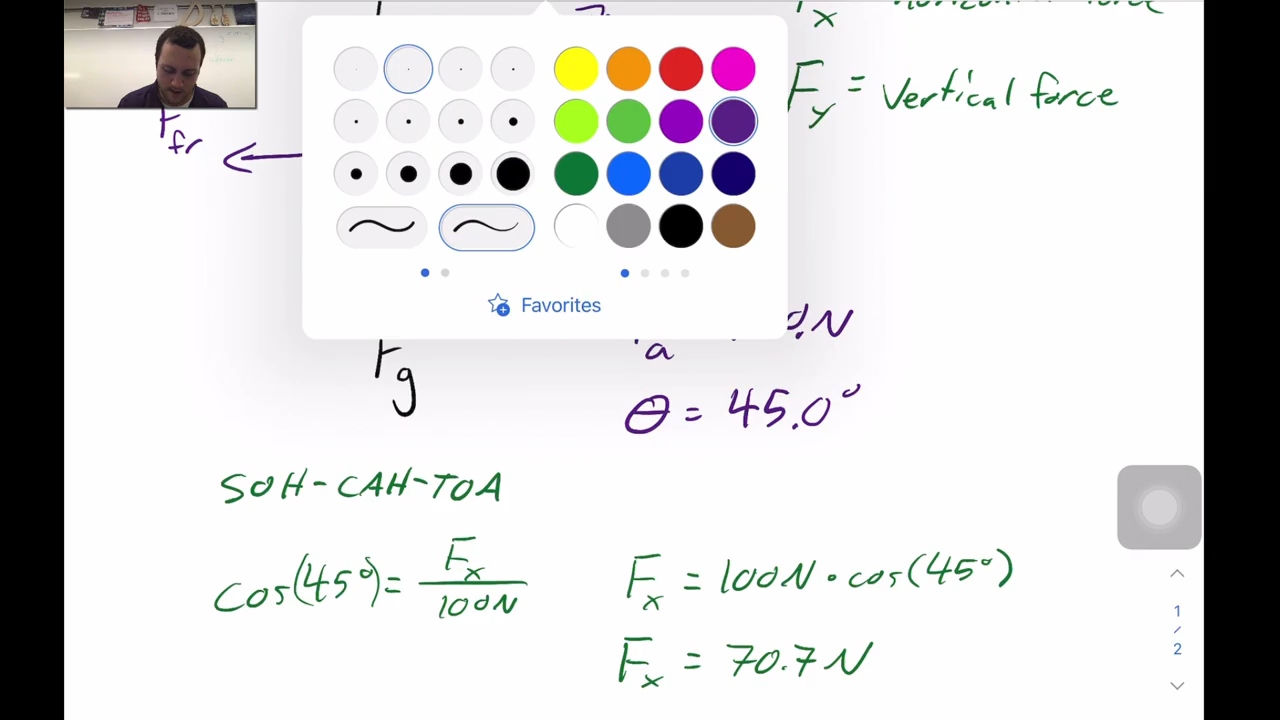 x
Fy = vertical force
Ffr
Favorites
a
N
Fg
θ = 45.0°
SOH-CAH-TOA
cos(45°) = Fx / 100N
Fx = 100N · cos(45°)
Fx = 70.7N
1
/
2